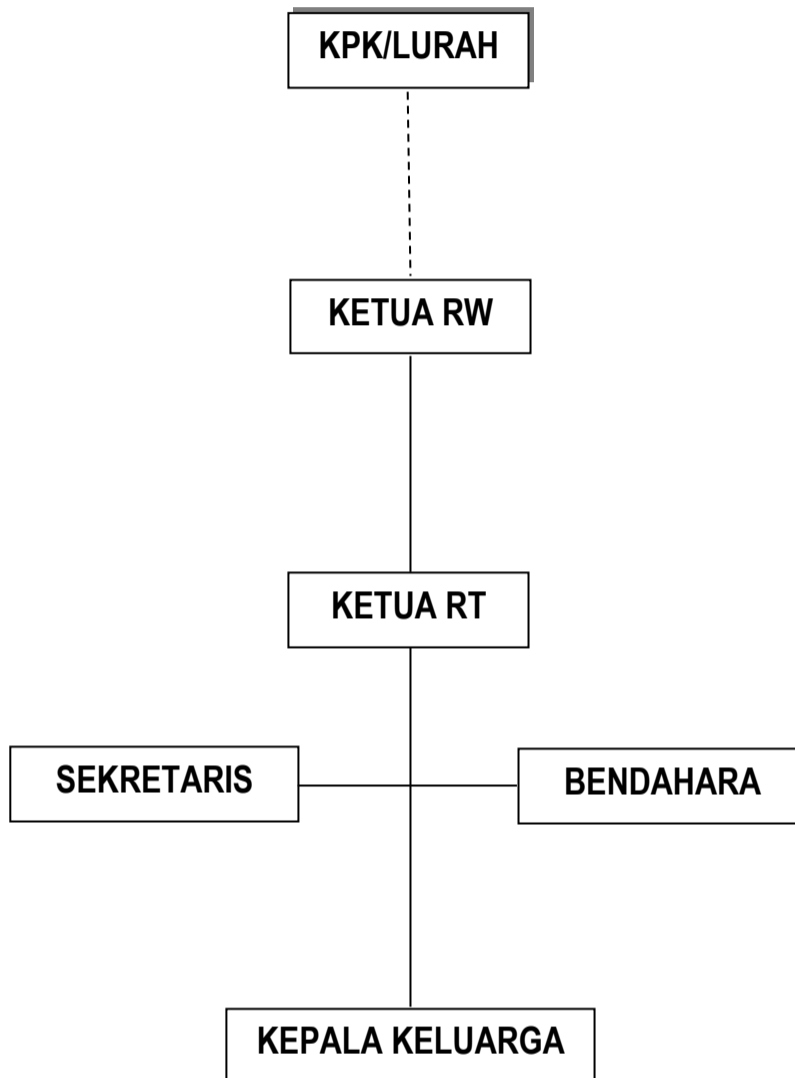 KPK/LURAH
KETUA RW
KETUA RT
SEKRETARIS
BENDAHARA
KEPALA KELUARGA